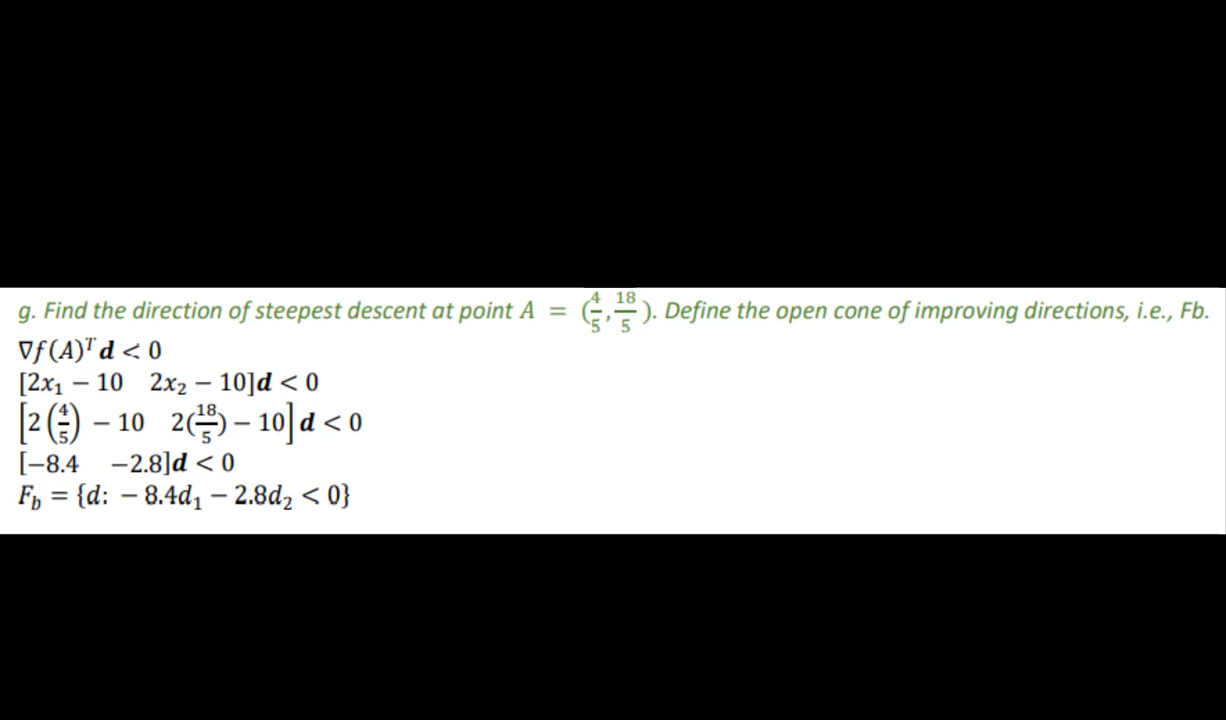 g. Find the direction of steepest descent at point A = (4/5, 18/5). Define the open cone of improving directions, i.e., Fb.
∇f(A)ᵀd < 0
[2x₁ − 10   2x₂ − 10]d < 0
[2(4/5) − 10   2(18/5) − 10] d < 0
[−8.4   −2.8]d < 0
F_b = {d: − 8.4d₁ − 2.8d₂ < 0}